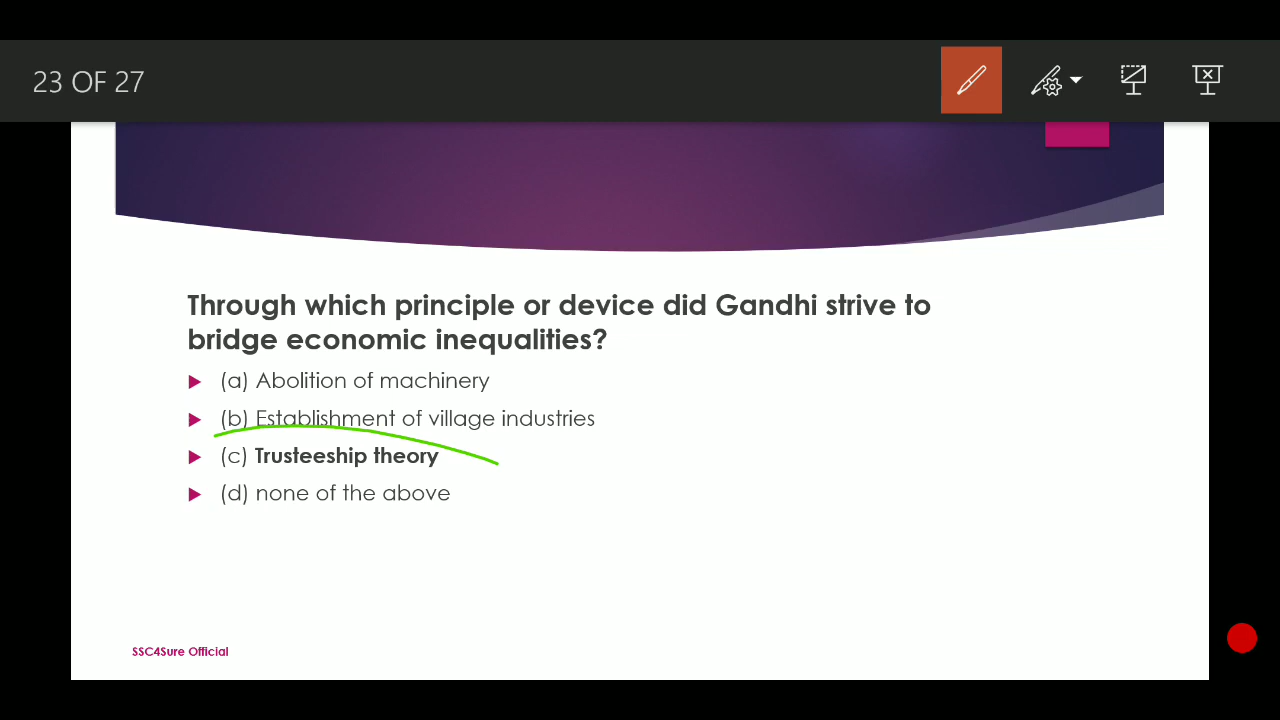 23 OF 27
Through which principle or device did Gandhi strive to
bridge economic inequalities?
(a) Abolition of machinery
(b) Establishment of village industries
(c) Trusteeship theory
(d) none of the above
SSC4Sure Official